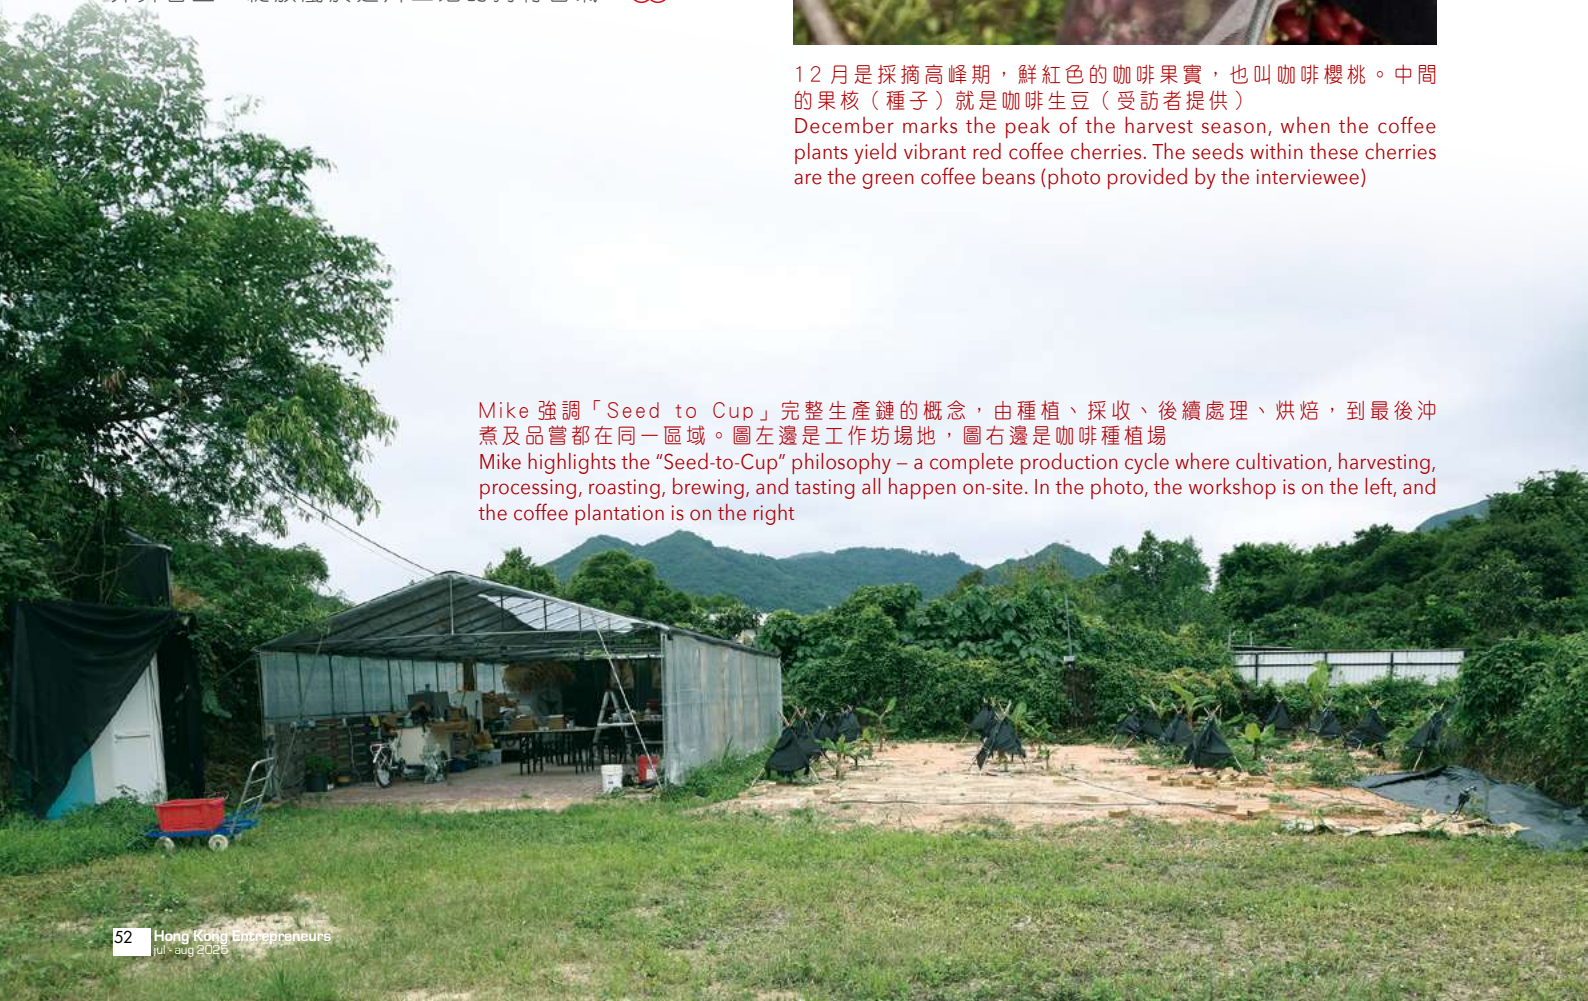 12月是採摘高峰期，鮮紅色的咖啡果實，也叫咖啡櫻桃。中間
的果核（種子）就是咖啡生豆（受訪者提供）
December marks the peak of the harvest season, when the coffee
plants yield vibrant red coffee cherries. The seeds within these cherries
are the green coffee beans (photo provided by the interviewee)
Mike 強調「Seed to Cup」完整生產鏈的概念，由種植、採收、後續處理、烘焙，到最後沖
煮及品嘗都在同一區域。圖左邊是工作坊場地，圖右邊是咖啡種植場
Mike highlights the “Seed-to-Cup” philosophy – a complete production cycle where cultivation, harvesting,
processing, roasting, brewing, and tasting all happen on-site. In the photo, the workshop is on the left, and
the coffee plantation is on the right
52 Hong Kong Entrepreneurs
jul - aug 2025